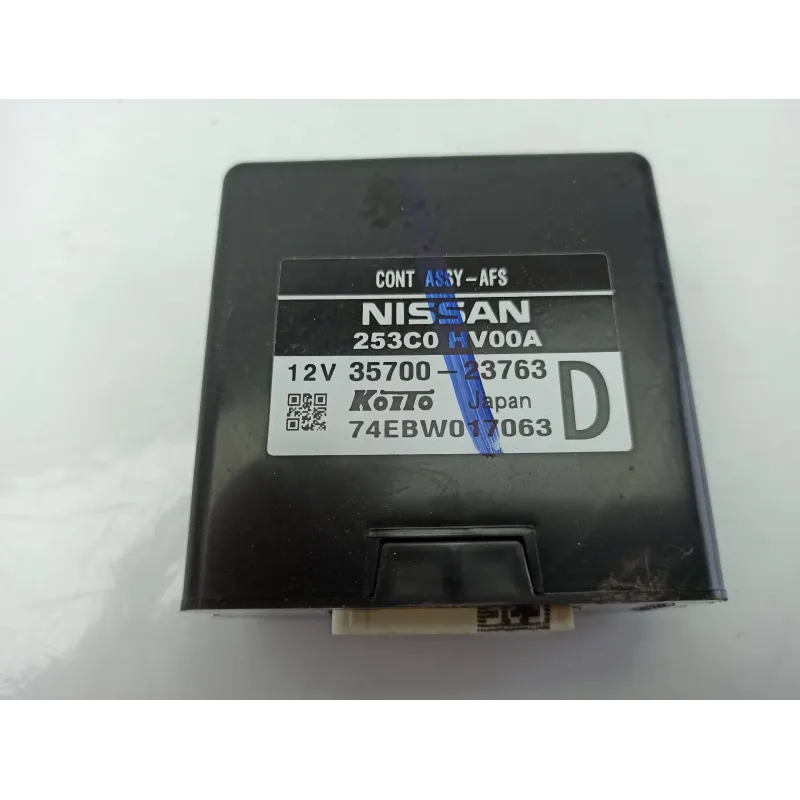 CONT ASSY-AFS
NISSAN
253C0 HV00A
12V 35700-23763
KOITO Japan D
74EBW017063